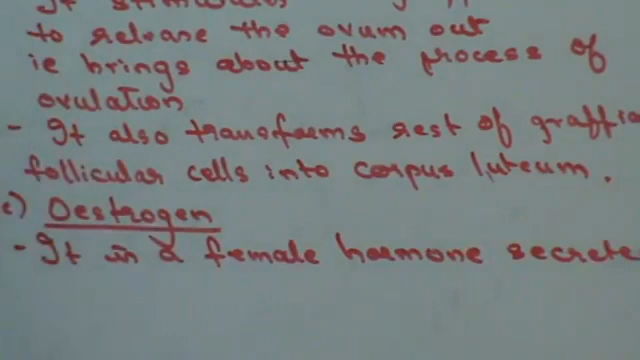 to release the ovum out
ie brings about the process of
ovulation
- It also transforms rest of graffia
follicular cells into corpus luteum.
c) Oestrogen
- It is a female hormone secrete